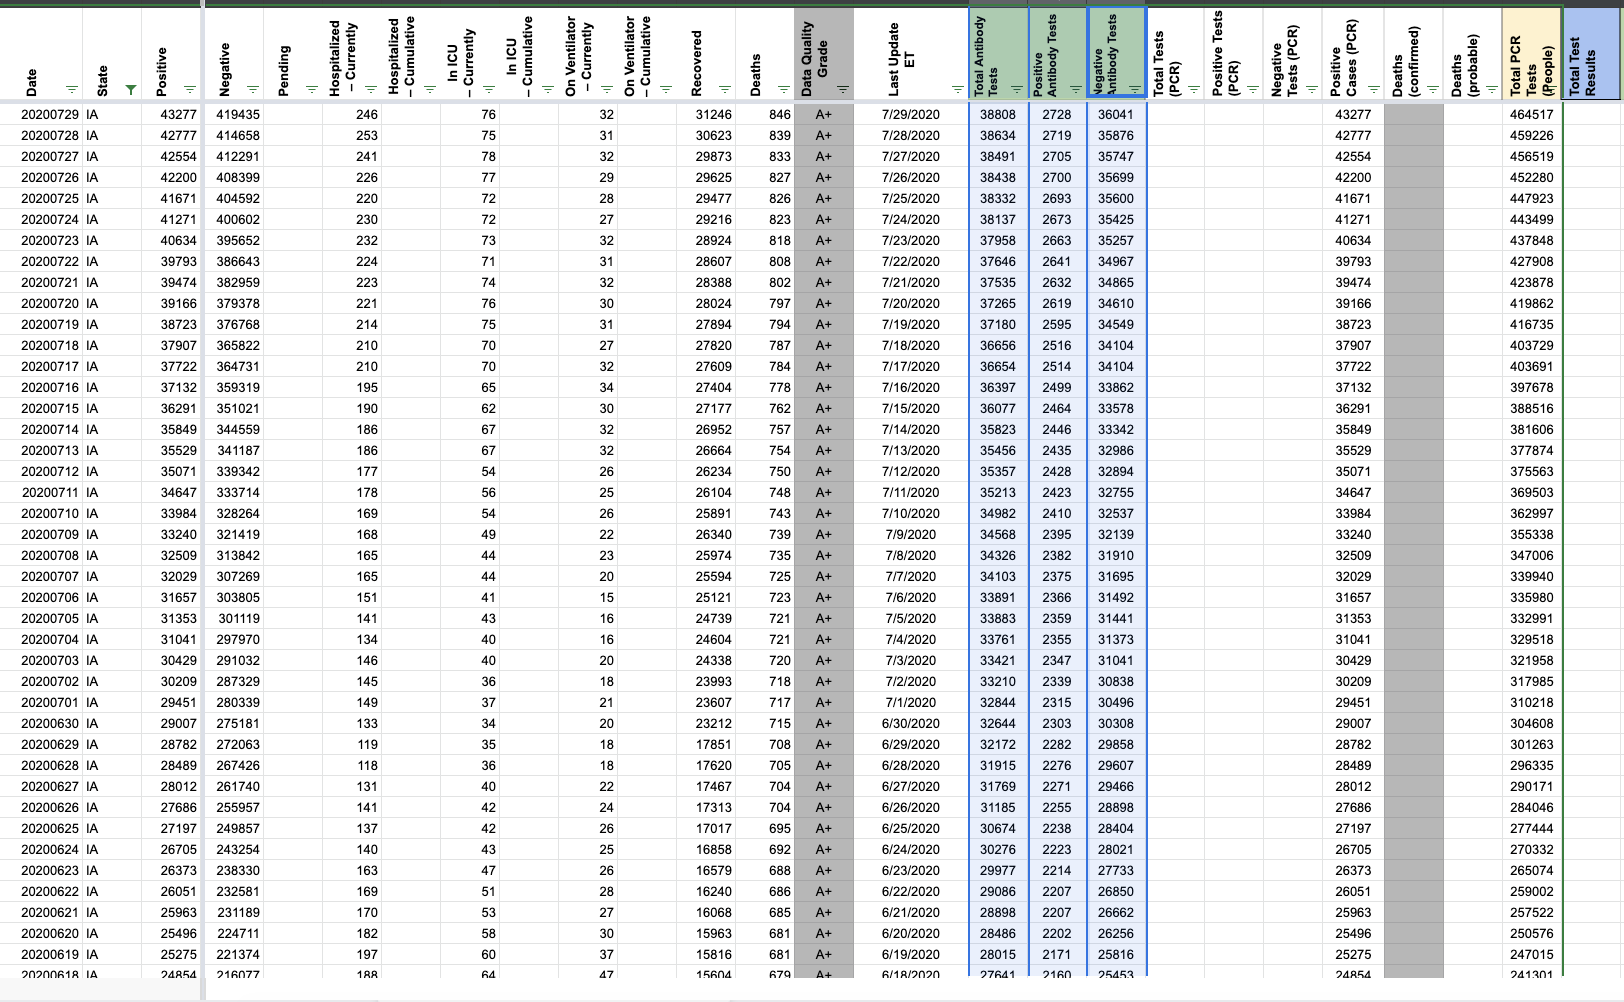 Date State Positive Negative Pending Hospitalized – Currently Hospitalized – Cumulative In ICU – Currently In ICU – Cumulative On Ventilator – Currently On Ventilator – Cumulative Recovered Deaths Data Quality Grade Last Update ET Total Antibody Tests Positive Antibody Tests Negative Antibody Tests Total Tests (PCR) Positive Tests (PCR) Negative Tests (PCR) Positive Cases (PCR) Deaths (confirmed) Deaths (probable) Total PCR Tests (People) Total Test Results
20200729 IA 43277 419435 246 76 32 31246 846 A+ 7/29/2020 38808 2728 36041 43277 464517
20200728 IA 42777 414658 253 75 31 30623 839 A+ 7/28/2020 38634 2719 35876 42777 459226
20200727 IA 42554 412291 241 78 32 29873 833 A+ 7/27/2020 38491 2705 35747 42554 456519
20200726 IA 42200 408399 226 77 29 29625 827 A+ 7/26/2020 38438 2700 35699 42200 452280
20200725 IA 41671 404592 220 72 28 29477 826 A+ 7/25/2020 38332 2693 35600 41671 447923
20200724 IA 41271 400602 230 72 27 29216 823 A+ 7/24/2020 38137 2673 35425 41271 443499
20200723 IA 40634 395652 232 73 32 28924 818 A+ 7/23/2020 37958 2663 35257 40634 437848
20200722 IA 39793 386643 224 71 31 28607 808 A+ 7/22/2020 37646 2641 34967 39793 427908
20200721 IA 39474 382959 223 74 32 28388 802 A+ 7/21/2020 37535 2632 34865 39474 423878
20200720 IA 39166 379378 221 76 30 28024 797 A+ 7/20/2020 37265 2619 34610 39166 419862
20200719 IA 38723 376768 214 75 31 27894 794 A+ 7/19/2020 37180 2595 34549 38723 416735
20200718 IA 37907 365822 210 70 27 27820 787 A+ 7/18/2020 36656 2516 34104 37907 403729
20200717 IA 37722 364731 210 70 32 27609 784 A+ 7/17/2020 36654 2514 34104 37722 403691
20200716 IA 37132 359319 195 65 34 27404 778 A+ 7/16/2020 36397 2499 33862 37132 397678
20200715 IA 36291 351021 190 62 30 27177 762 A+ 7/15/2020 36077 2464 33578 36291 388516
20200714 IA 35849 344559 186 67 32 26952 757 A+ 7/14/2020 35823 2446 33342 35849 381606
20200713 IA 35529 341187 186 67 32 26664 754 A+ 7/13/2020 35456 2435 32986 35529 377874
20200712 IA 35071 339342 177 54 26 26234 750 A+ 7/12/2020 35357 2428 32894 35071 375563
20200711 IA 34647 333714 178 56 25 26104 748 A+ 7/11/2020 35213 2423 32755 34647 369503
20200710 IA 33984 328264 169 54 26 25891 743 A+ 7/10/2020 34982 2410 32537 33984 362997
20200709 IA 33240 321419 168 49 22 26340 739 A+ 7/9/2020 34568 2395 32139 33240 355338
20200708 IA 32509 313842 165 44 23 25974 735 A+ 7/8/2020 34326 2382 31910 32509 347006
20200707 IA 32029 307269 165 44 20 25594 725 A+ 7/7/2020 34103 2375 31695 32029 339940
20200706 IA 31657 303805 151 41 15 25121 723 A+ 7/6/2020 33891 2366 31492 31657 335980
20200705 IA 31353 301119 141 43 16 24739 721 A+ 7/5/2020 33883 2359 31441 31353 332991
20200704 IA 31041 297970 134 40 16 24604 721 A+ 7/4/2020 33761 2355 31373 31041 329518
20200703 IA 30429 291032 146 40 20 24338 720 A+ 7/3/2020 33421 2347 31041 30429 321958
20200702 IA 30209 287329 145 36 18 23993 718 A+ 7/2/2020 33210 2339 30838 30209 317985
20200701 IA 29451 280339 149 37 21 23607 717 A+ 7/1/2020 32844 2315 30496 29451 310218
20200630 IA 29007 275181 133 34 20 23212 715 A+ 6/30/2020 32644 2303 30308 29007 304608
20200629 IA 28782 272063 119 35 18 17851 708 A+ 6/29/2020 32172 2282 29858 28782 301263
20200628 IA 28489 267426 118 36 18 17620 705 A+ 6/28/2020 31915 2276 29607 28489 296335
20200627 IA 28012 261740 131 40 22 17467 704 A+ 6/27/2020 31769 2271 29466 28012 290171
20200626 IA 27686 255957 141 42 24 17313 704 A+ 6/26/2020 31185 2255 28898 27686 284046
20200625 IA 27197 249857 137 42 26 17017 695 A+ 6/25/2020 30674 2238 28404 27197 277444
20200624 IA 26705 243254 140 43 25 16858 692 A+ 6/24/2020 30276 2223 28021 26705 270332
20200623 IA 26373 238330 163 47 26 16579 688 A+ 6/23/2020 29977 2214 27733 26373 265074
20200622 IA 26051 232581 169 51 28 16240 686 A+ 6/22/2020 29086 2207 26850 26051 259002
20200621 IA 25963 231189 170 53 27 16068 685 A+ 6/21/2020 28898 2207 26662 25963 257522
20200620 IA 25496 224711 182 58 30 15963 681 A+ 6/20/2020 28486 2202 26256 25496 250576
20200619 IA 25275 221374 197 60 37 15816 681 A+ 6/19/2020 28015 2171 25816 25275 247015
20200618 IA 24854 216077 188 64 47 15604 679 A+ 6/18/2020 27641 2160 25453 24854 241301